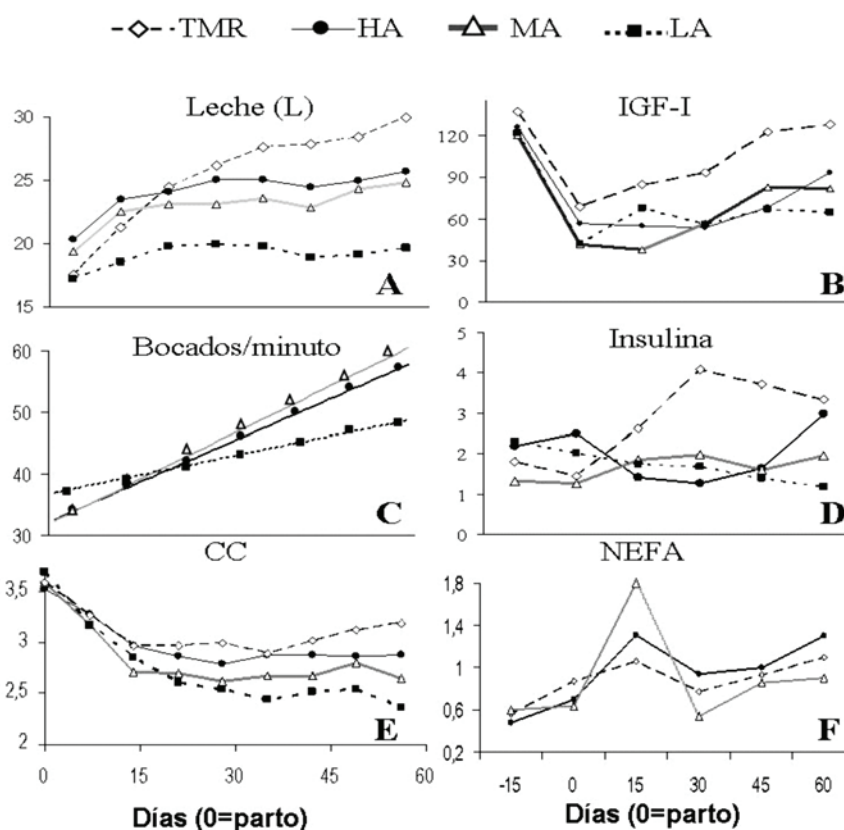 TMR HA MA LA
Leche (L)
30
25
20
15
A
IGF-I
120
90
60
30
0
B
Bocados/minuto
60
50
40
30
C
Insulina
5
4
3
2
1
0
D
CC
3,5
3
2,5
2
E
0 15 30 45 60
Días (0=parto)
NEFA
1,8
1,4
1
0,6
0,2
F
-15 0 15 30 45 60
Días (0=parto)